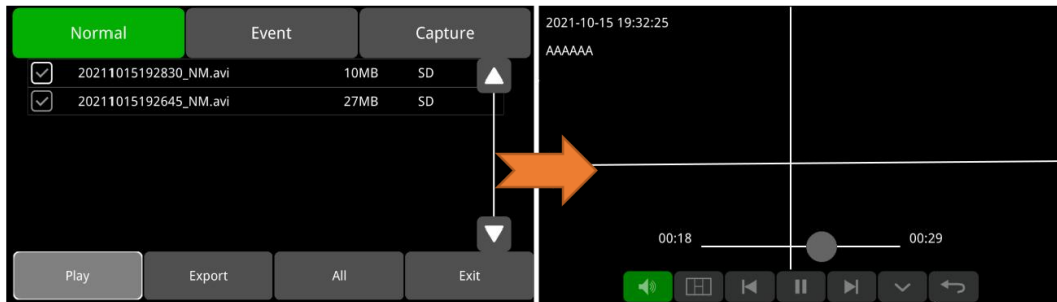 Normal Event Capture
20211015192830_NM.avi 10MB SD
20211015192645_NM.avi 27MB SD
Play Export All Exit
2021-10-15 19:32:25
AAAAAA
00:18 00:29